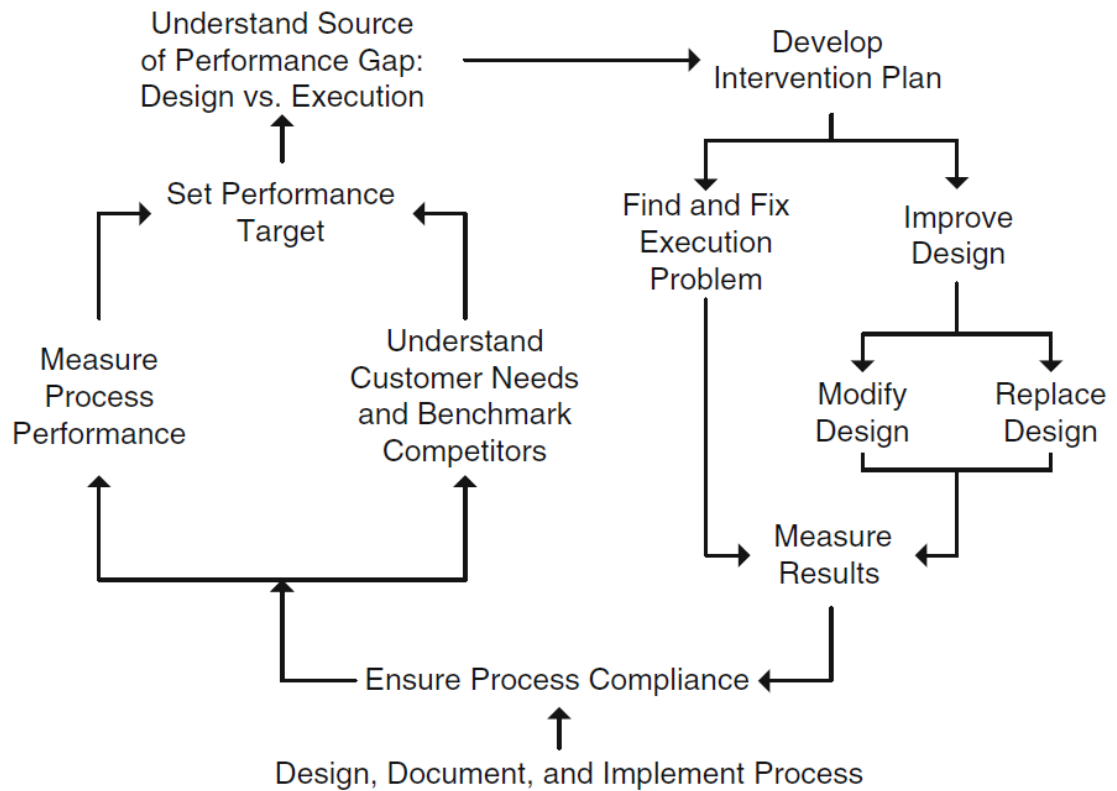 Understand Source
of Performance Gap:
Design vs. Execution
Develop
Intervention Plan
Set Performance
Target
Find and Fix
Execution
Problem
Improve
Design
Measure
Process
Performance
Understand
Customer Needs
and Benchmark
Competitors
Modify
Design
Replace
Design
Measure
Results
Ensure Process Compliance
Design, Document, and Implement Process